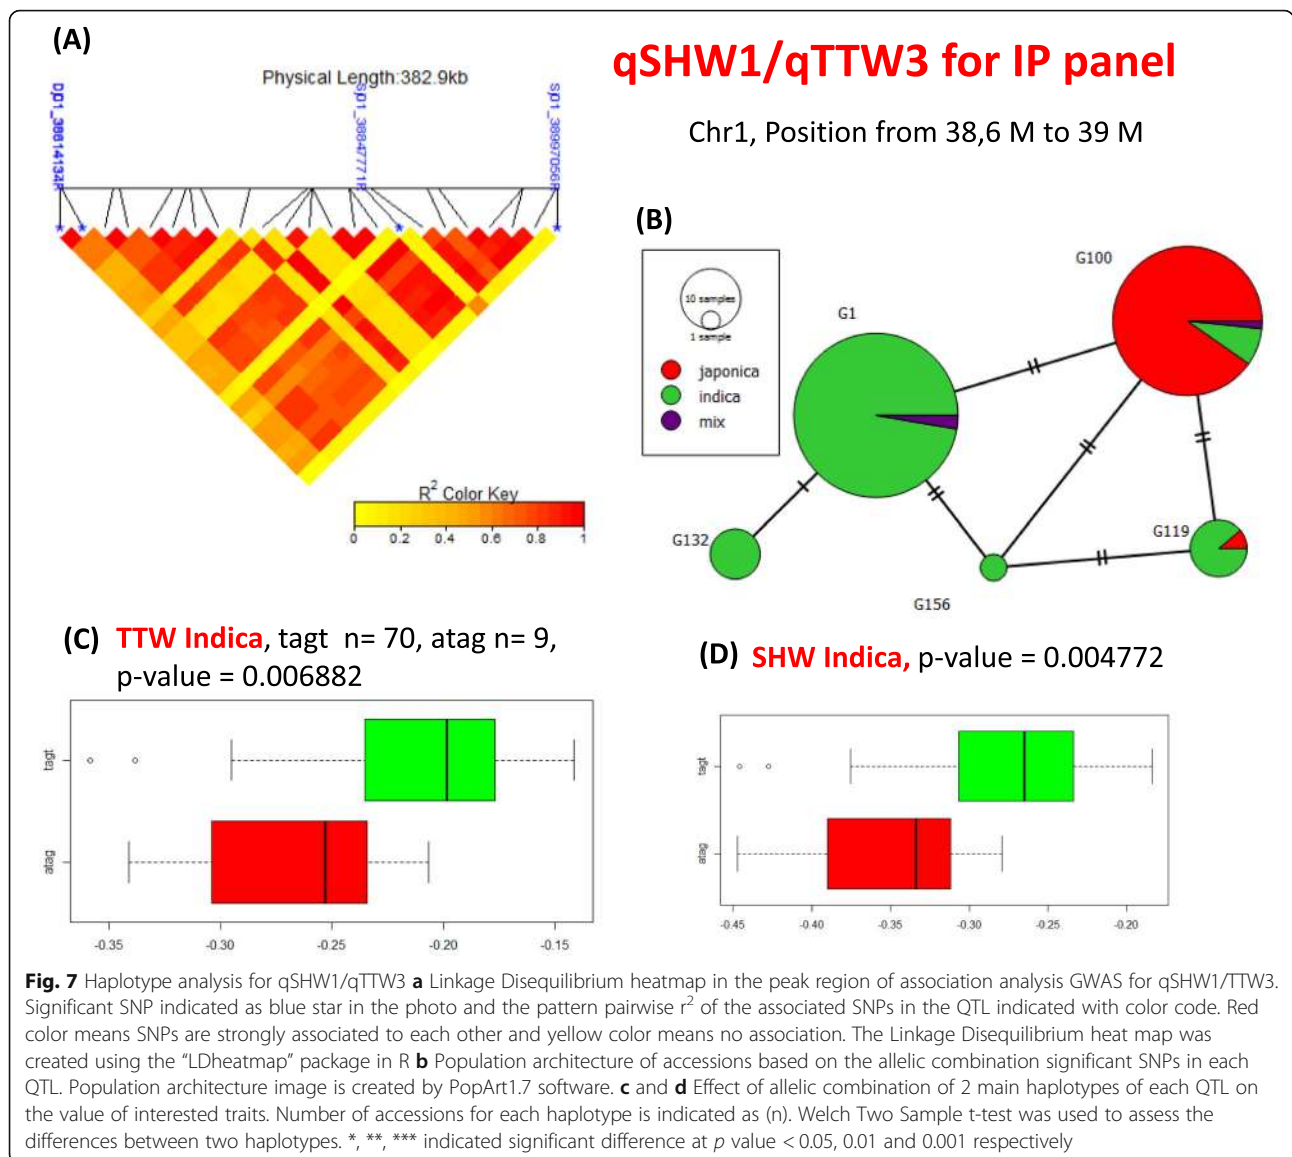 (A)
qSHW1/qTTW3 for IP panel
Physical Length:382.9kb
Chr1, Position from 38,6 M to 39 M
Sp1_38847771F
Sp1_38997056F
(B)
10 samples
1 sample
japonica
indica
mix
G100
G1
G132
G119
G156
R² Color Key
0 0.2 0.4 0.6 0.8 1
(C) TTW Indica, tagt n= 70, atag n= 9,
p-value = 0.006882
tagt
atag
-0.35 -0.30 -0.25 -0.20 -0.15
(D) SHW Indica, p-value = 0.004772
tagt
atag
-0.45 -0.40 -0.35 -0.30 -0.25 -0.20
Fig. 7 Haplotype analysis for qSHW1/qTTW3 a Linkage Disequilibrium heatmap in the peak region of association analysis GWAS for qSHW1/TTW3.
Significant SNP indicated as blue star in the photo and the pattern pairwise r² of the associated SNPs in the QTL indicated with color code. Red
color means SNPs are strongly associated to each other and yellow color means no association. The Linkage Disequilibrium heat map was
created using the “LDheatmap” package in R b Population architecture of accessions based on the allelic combination significant SNPs in each
QTL. Population architecture image is created by PopArt1.7 software. c and d Effect of allelic combination of 2 main haplotypes of each QTL on
the value of interested traits. Number of accessions for each haplotype is indicated as (n). Welch Two Sample t-test was used to assess the
differences between two haplotypes. *, **, *** indicated significant difference at p value < 0.05, 0.01 and 0.001 respectively